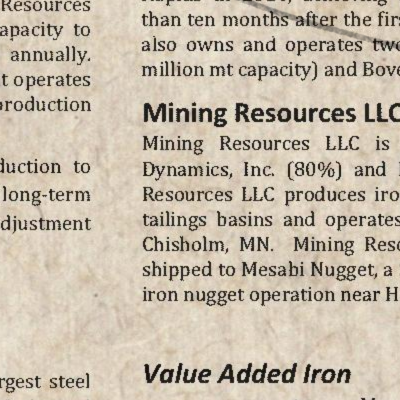 Resources
apacity to
annually.
t operates
production
duction to
long-term
djustment
rgest steel
than ten months after the firs
also owns and operates two
million mt capacity) and Bove
Mining Resources LLC
Mining Resources LLC is
Dynamics, Inc. (80%) and
Resources LLC produces iro
tailings basins and operates
Chisholm, MN. Mining Reso
shipped to Mesabi Nugget, a
iron nugget operation near H
Value Added Iron